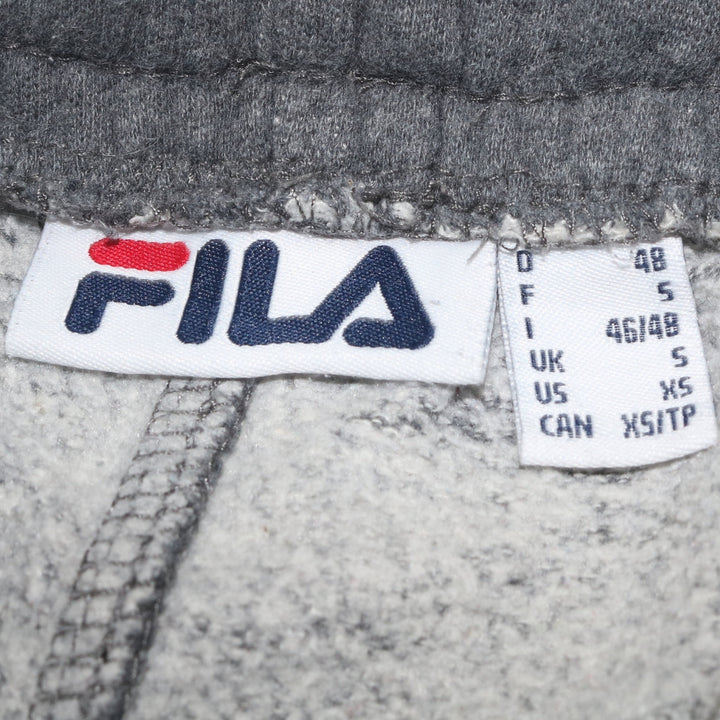 FILA
D 48
F S
I 46/48
UK S
US XS
CAN XS/TP